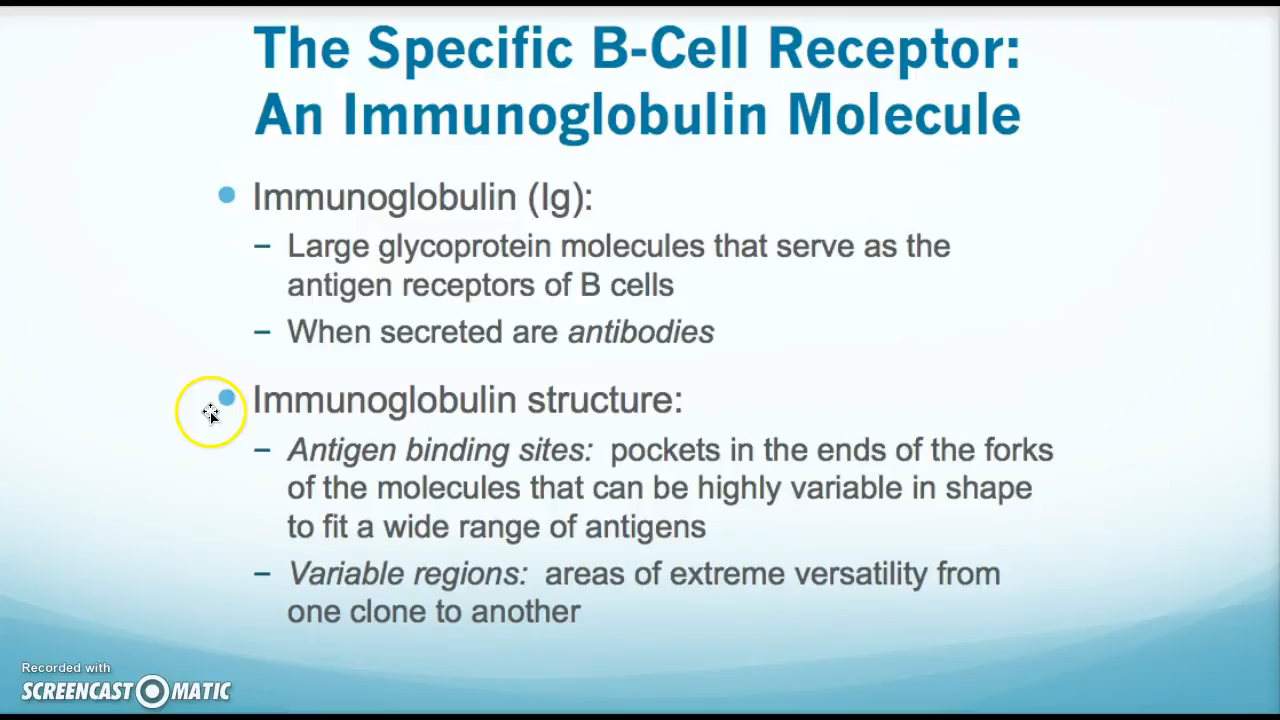 The Specific B-Cell Receptor:
An Immunoglobulin Molecule
Immunoglobulin (Ig):
– Large glycoprotein molecules that serve as the
antigen receptors of B cells
– When secreted are antibodies
Immunoglobulin structure:
– Antigen binding sites: pockets in the ends of the forks
of the molecules that can be highly variable in shape
to fit a wide range of antigens
– Variable regions: areas of extreme versatility from
one clone to another
Recorded with
SCREENCAST MATIC